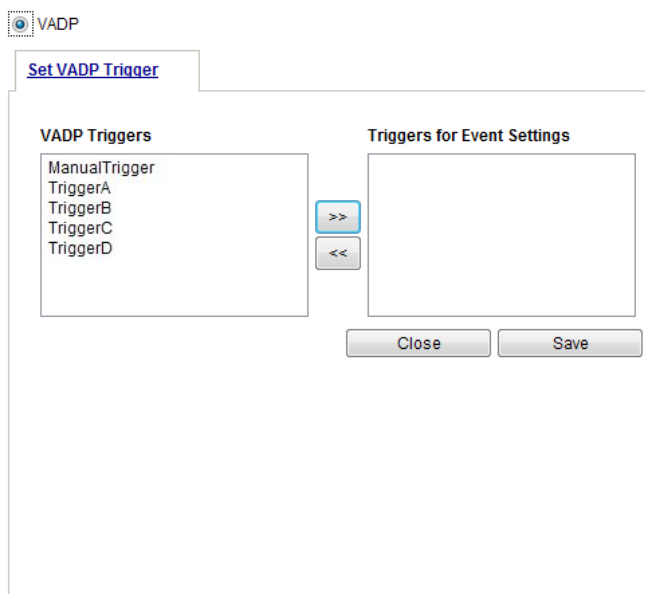 VADP
Set VADP Trigger
VADP Triggers
Triggers for Event Settings
ManualTrigger
TriggerA
TriggerB
TriggerC
TriggerD
>>
<<
Close
Save